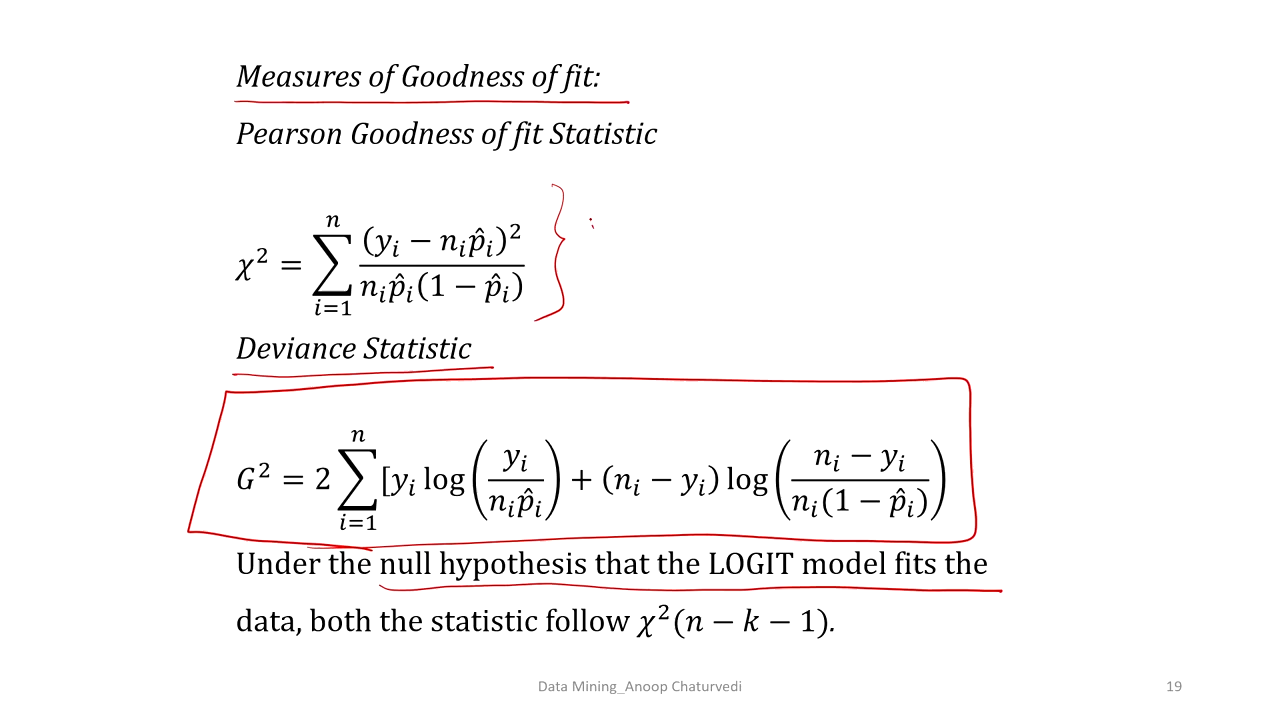 Measures of Goodness of fit:
Pearson Goodness of fit Statistic
χ² = ∑_{i=1}^{n} (y_i − n_i p̂_i)² / (n_i p̂_i (1 − p̂_i))
Deviance Statistic
G² = 2 ∑_{i=1}^{n} [y_i log(y_i / (n_i p̂_i)) + (n_i − y_i) log((n_i − y_i) / (n_i (1 − p̂_i)))
Under the null hypothesis that the LOGIT model fits the
data, both the statistic follow χ²(n − k − 1).
Data Mining_Anoop Chaturvedi
19